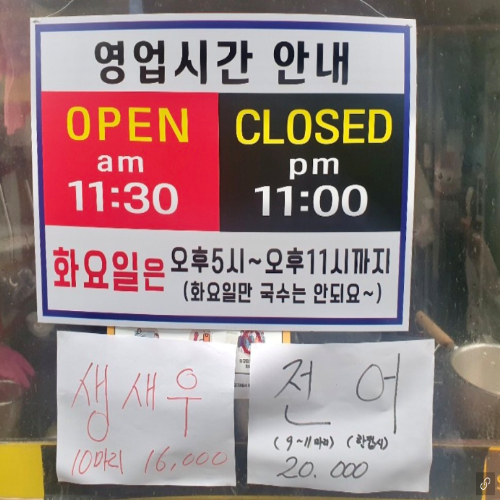 영업시간 안내
OPEN
am
11:30
CLOSED
pm
11:00
화요일은 오후5시~오후11시까지
(화요일만 국수는 안되요~)
생새우
10마리 16,000
전어
(9~11마리) (한접시)
20.000